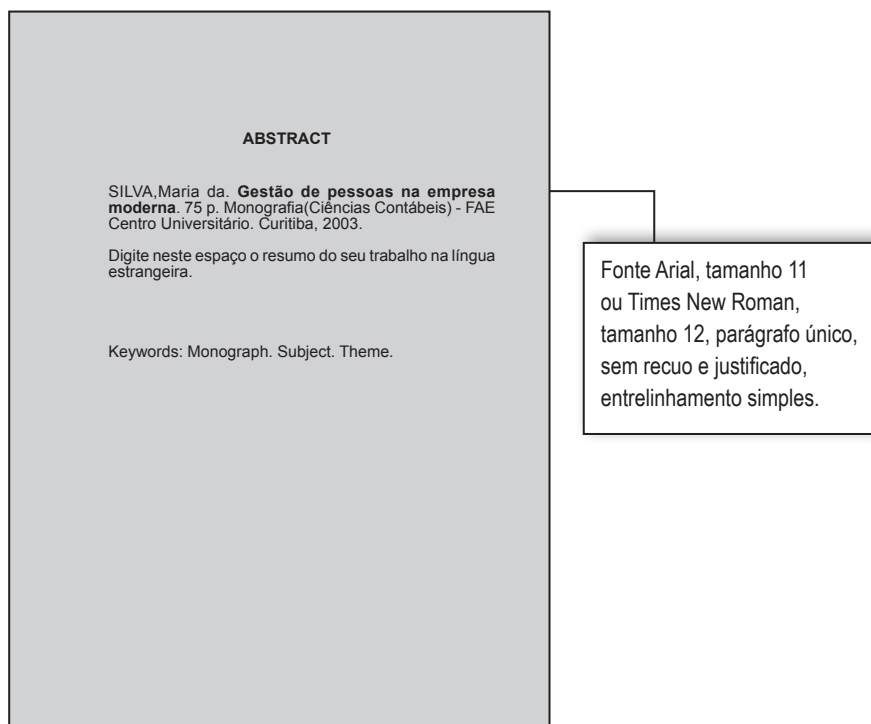 ABSTRACT
SILVA,Maria da. Gestão de pessoas na empresa
moderna. 75 p. Monografia(Ciências Contábeis) - FAE
Centro Universitário. Curitiba, 2003.
Digite neste espaço o resumo do seu trabalho na língua
estrangeira.
Keywords: Monograph. Subject. Theme.
Fonte Arial, tamanho 11
ou Times New Roman,
tamanho 12, parágrafo único,
sem recuo e justificado,
entrelinhamento simples.